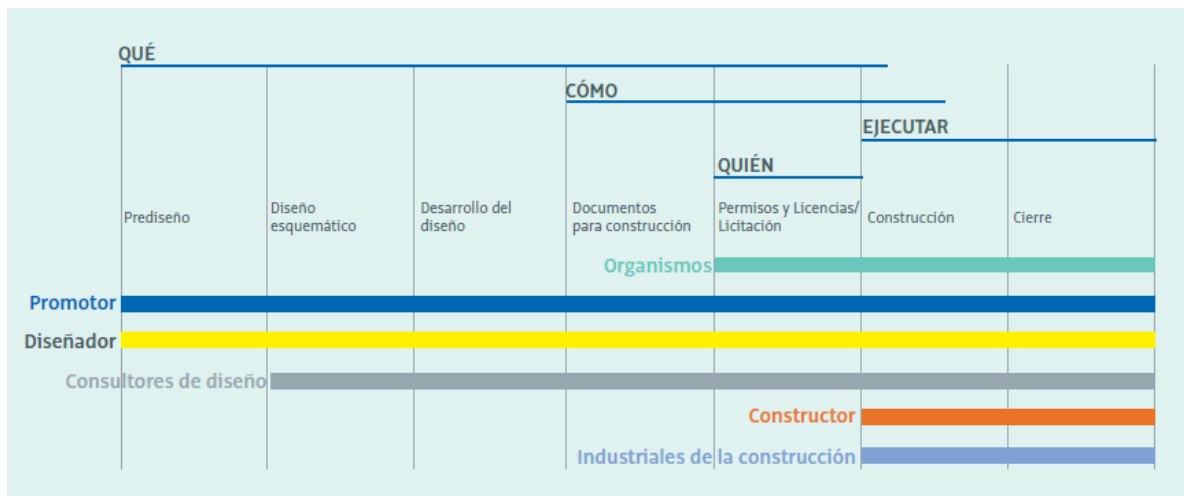 QUÉ
CÓMO
EJECUTAR
QUIÉN
Prediseño
Diseño
esquemático
Desarrollo del
diseño
Documentos
para construcción
Permisos y Licencias/
Licitación
Construcción
Cierre
Organismos
Promotor
Diseñador
Consultores de diseño
Constructor
Industriales de la construcción